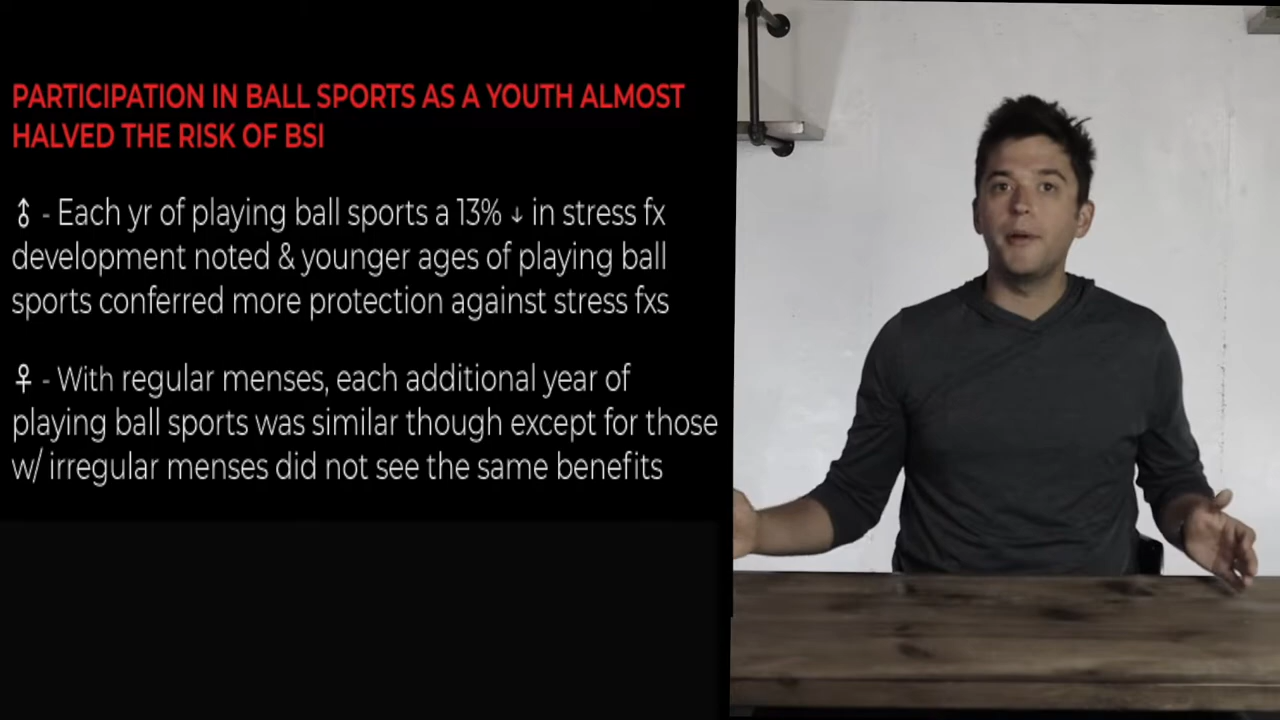 PARTICIPATION IN BALL SPORTS AS A YOUTH ALMOST
HALVED THE RISK OF BSI
♂ - Each yr of playing ball sports a 13% ↓ in stress fx
development noted & younger ages of playing ball
sports conferred more protection against stress fxs
♀ - With regular menses, each additional year of
playing ball sports was similar though except for those
w/ irregular menses did not see the same benefits